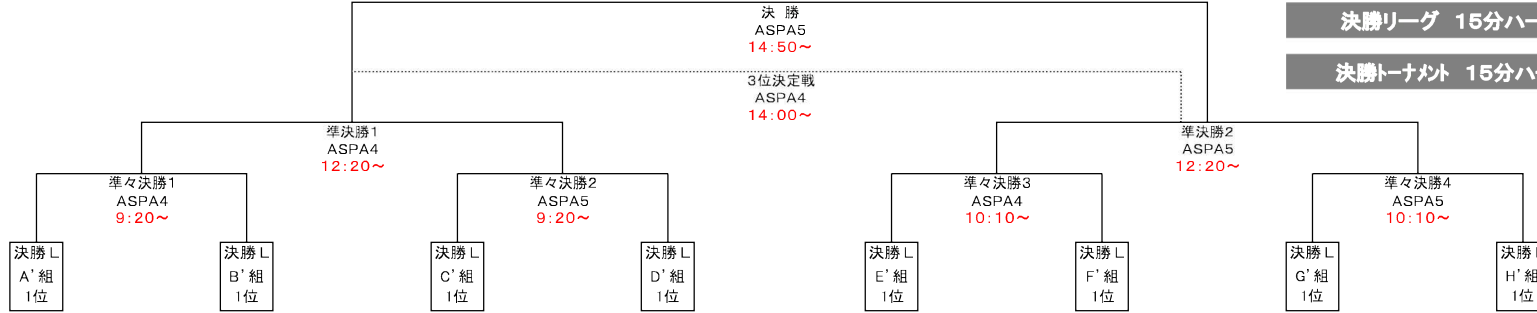 決 勝
ASPA5
14:50～
決勝リーグ 15分ハー
3位決定戦
ASPA4
14:00～
決勝トーナメント 15分ハー
準決勝1
ASPA4
12:20～
準決勝2
ASPA5
12:20～
準々決勝1
ASPA4
9:20～
準々決勝2
ASPA5
9:20～
準々決勝3
ASPA4
10:10～
準々決勝4
ASPA5
10:10～
決勝L
A'組
1位
決勝L
B'組
1位
決勝L
C'組
1位
決勝L
D'組
1位
決勝L
E'組
1位
決勝L
F'組
1位
決勝L
G'組
1位
決勝L
H'組
1位